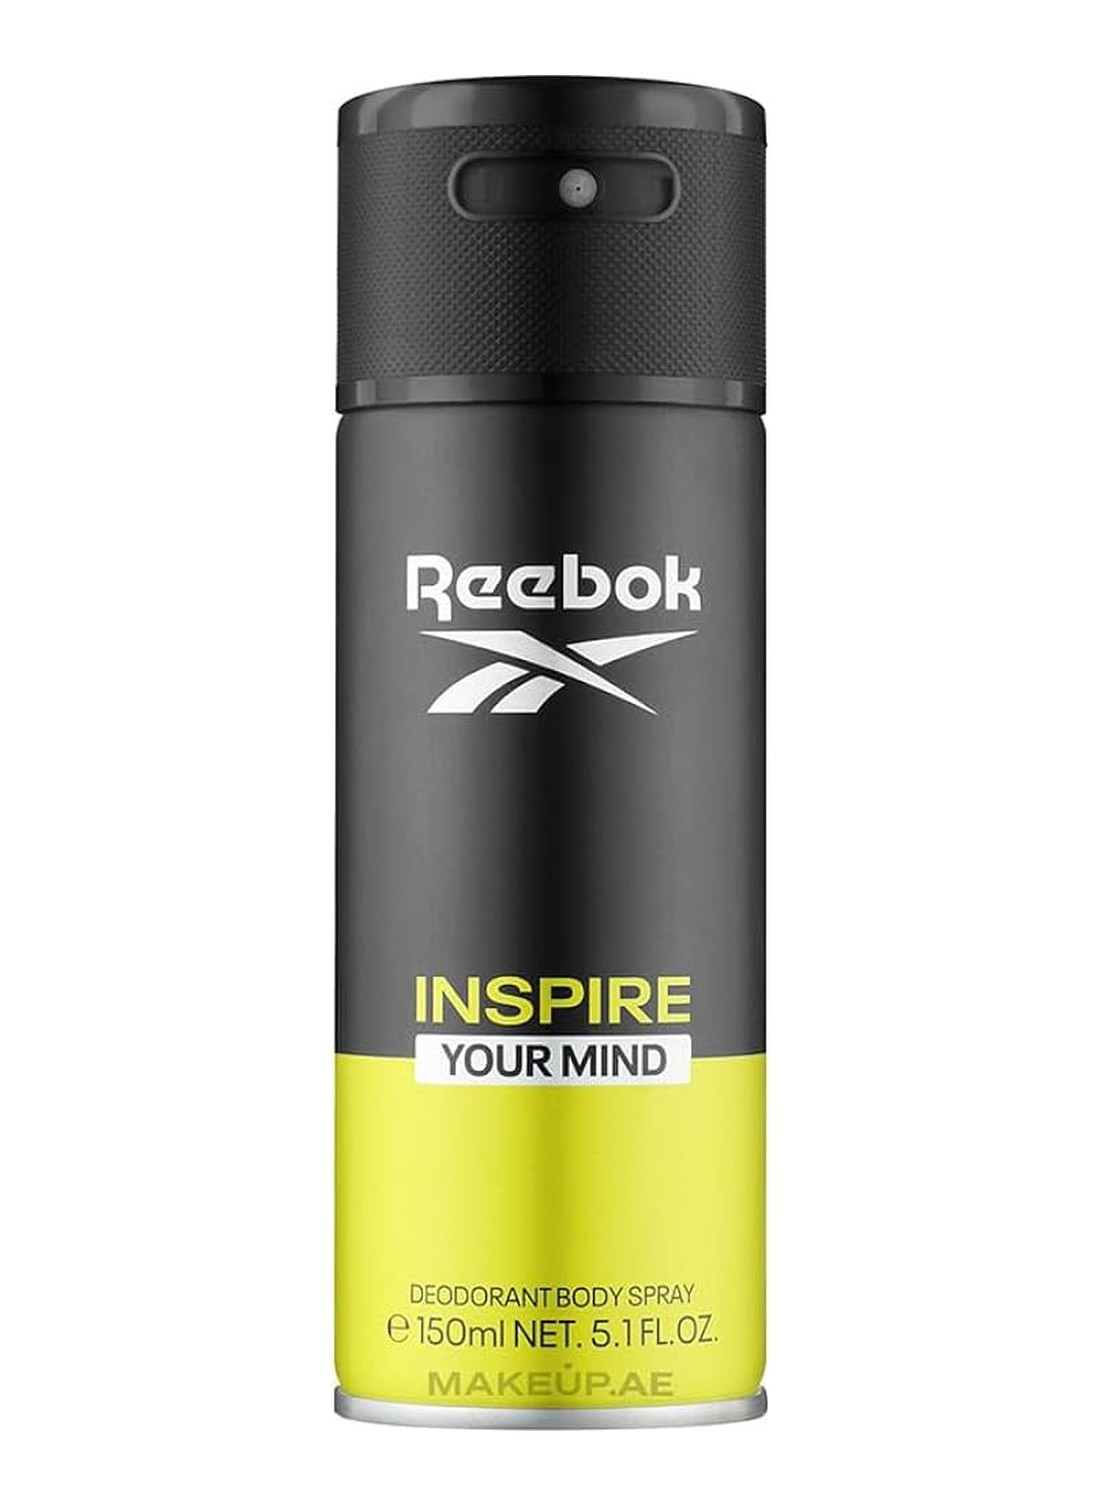 Reebok
INSPIRE
YOUR MIND
DEODORANT BODY SPRAY
℮ 150ml NET. 5.1 FL.OZ.
MAKEUP.AE